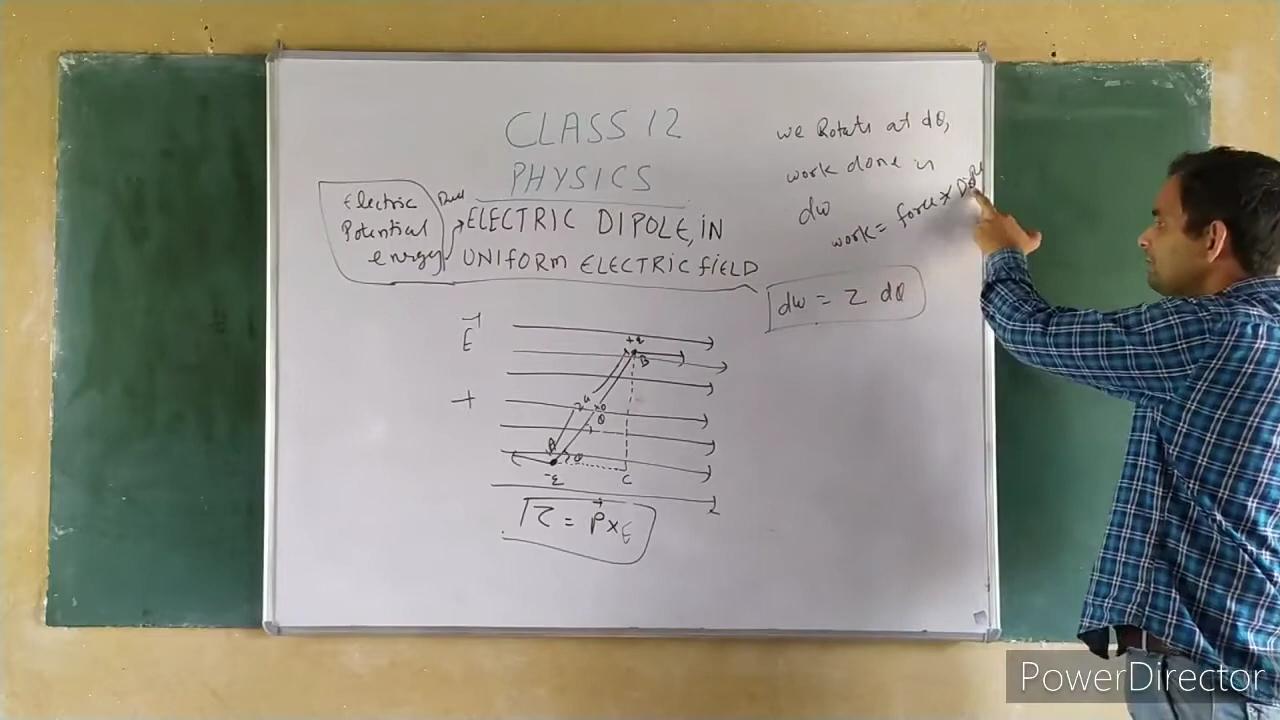 CLASS 12
PHYSICS
Electric
Potential
energy
ELECTRIC DIPOLE, IN
UNIFORM ELECTRIC FIELD
we Rotate at dθ,
work done is
dw
work = force ×
dw = τ dθ
E
+q
B
θ
A
θ
C
τ = P × E
PowerDirector